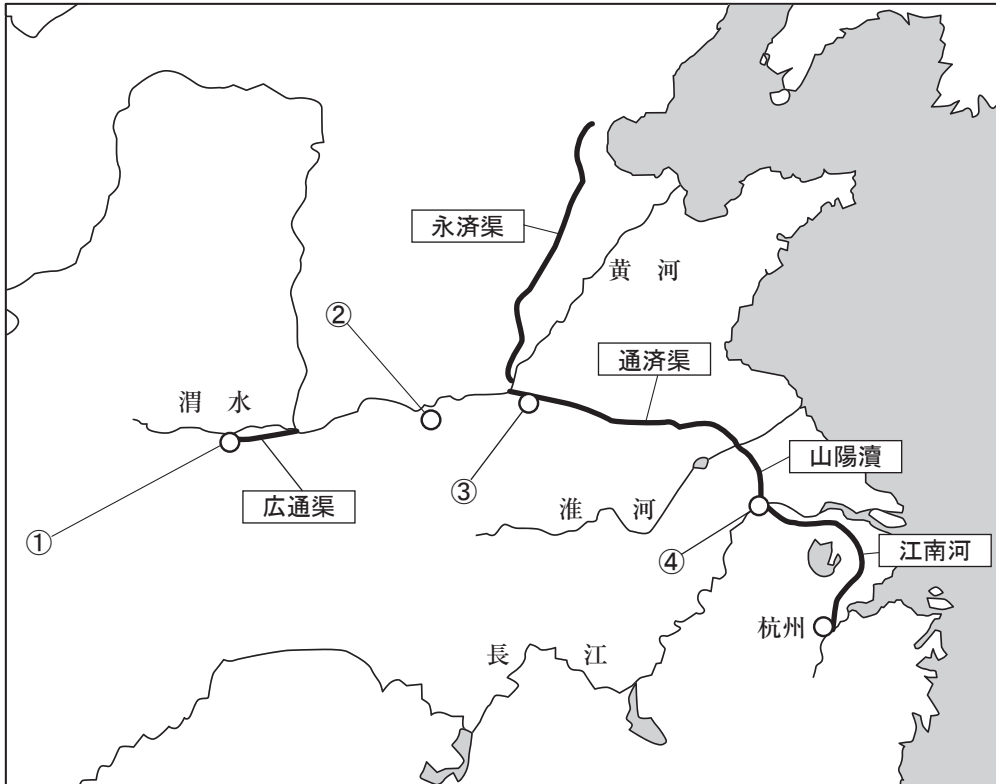 永済渠
黄 河
②
通済渠
渭 水
山陽瀆
③
広通渠
淮 河
①
④
江南河
杭州
長 江